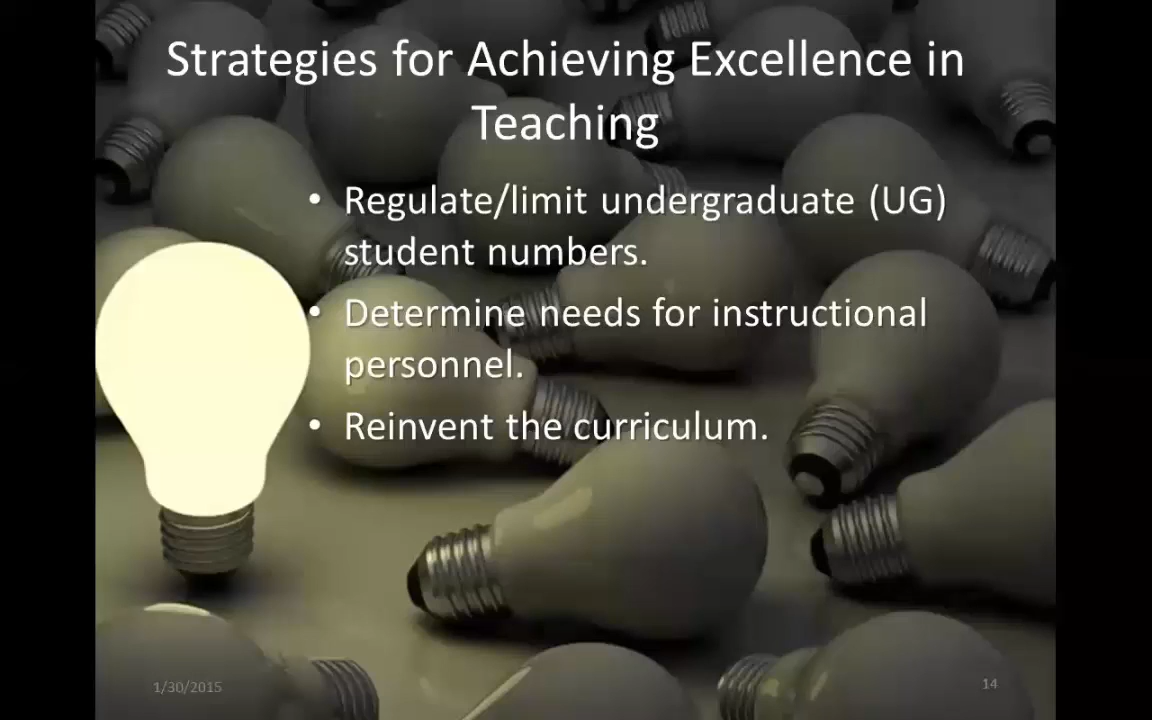 Strategies for Achieving Excellence in
Teaching
• Regulate/limit undergraduate (UG)
student numbers.
• Determine needs for instructional
personnel.
• Reinvent the curriculum.
1/30/2015
14